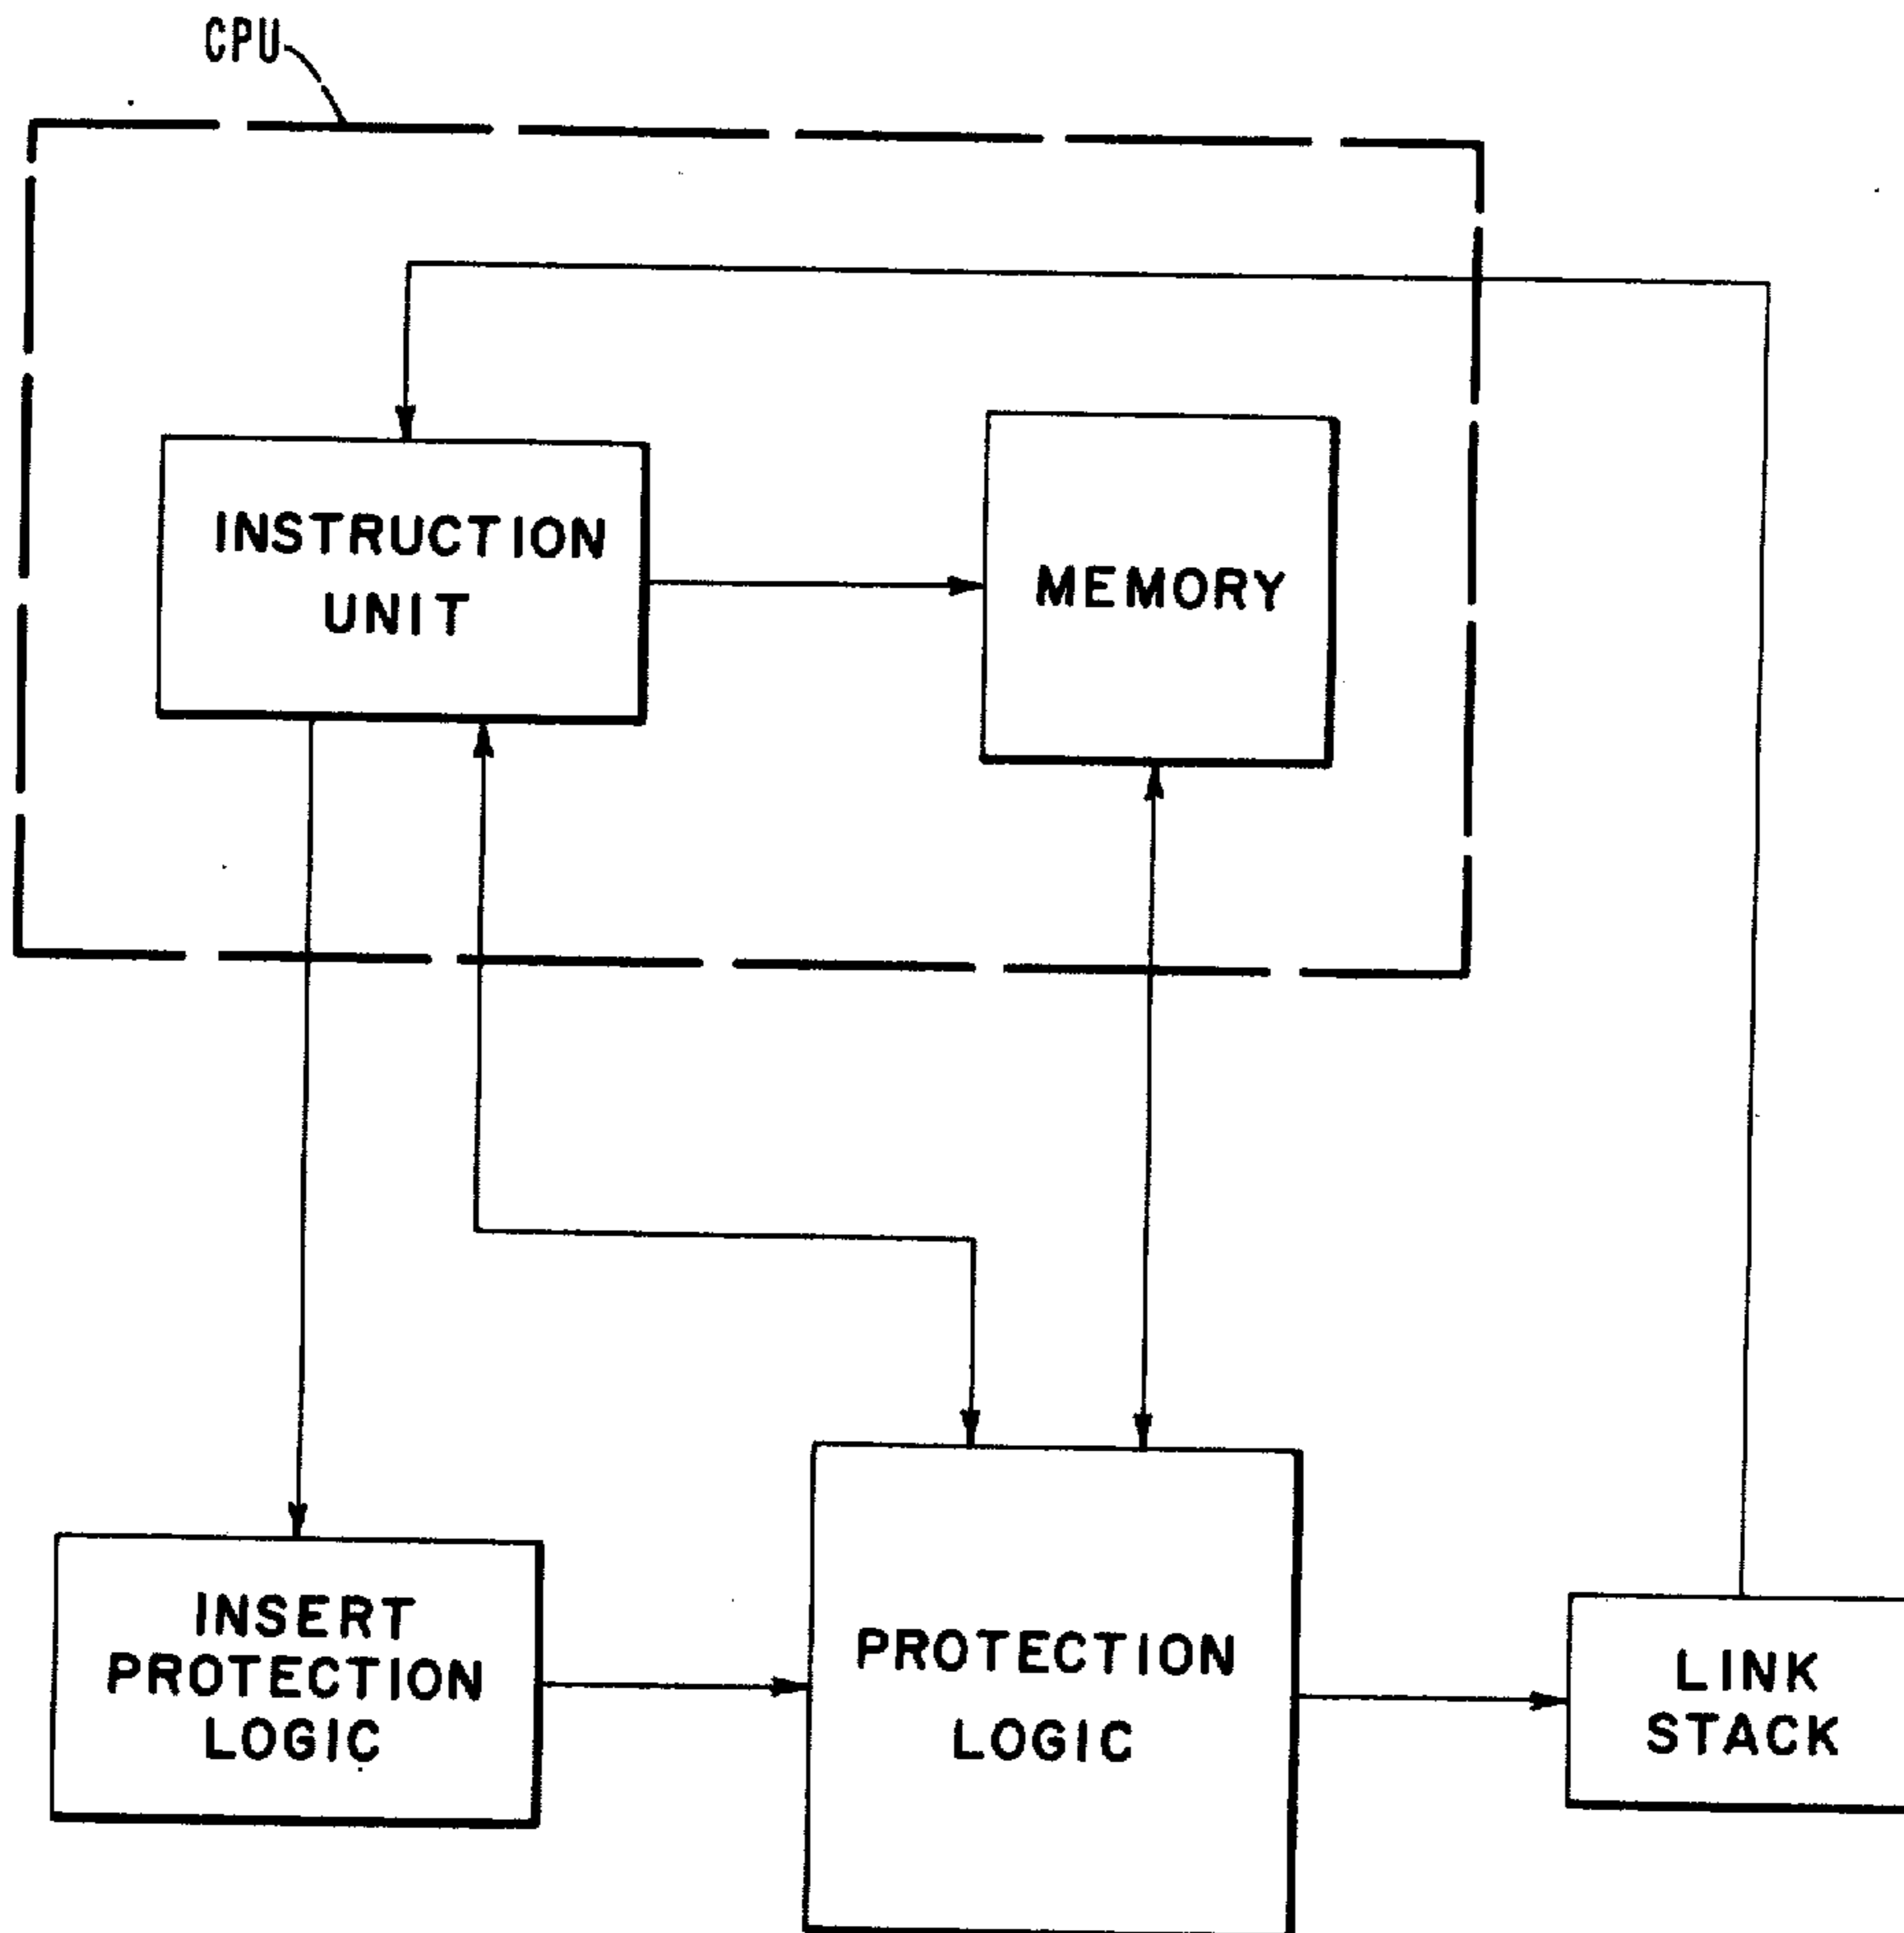 CPU
INSTRUCTION
UNIT
MEMORY
INSERT
PROTECTION
LOGIC
PROTECTION
LOGIC
LINK
STACK